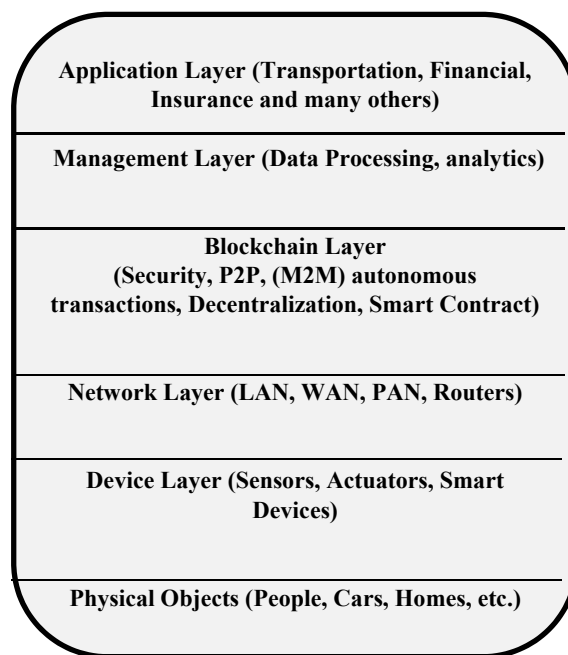 Application Layer (Transportation, Financial,
Insurance and many others)
Management Layer (Data Processing, analytics)
Blockchain Layer
(Security, P2P, (M2M) autonomous
transactions, Decentralization, Smart Contract)
Network Layer (LAN, WAN, PAN, Routers)
Device Layer (Sensors, Actuators, Smart
Devices)
Physical Objects (People, Cars, Homes, etc.)